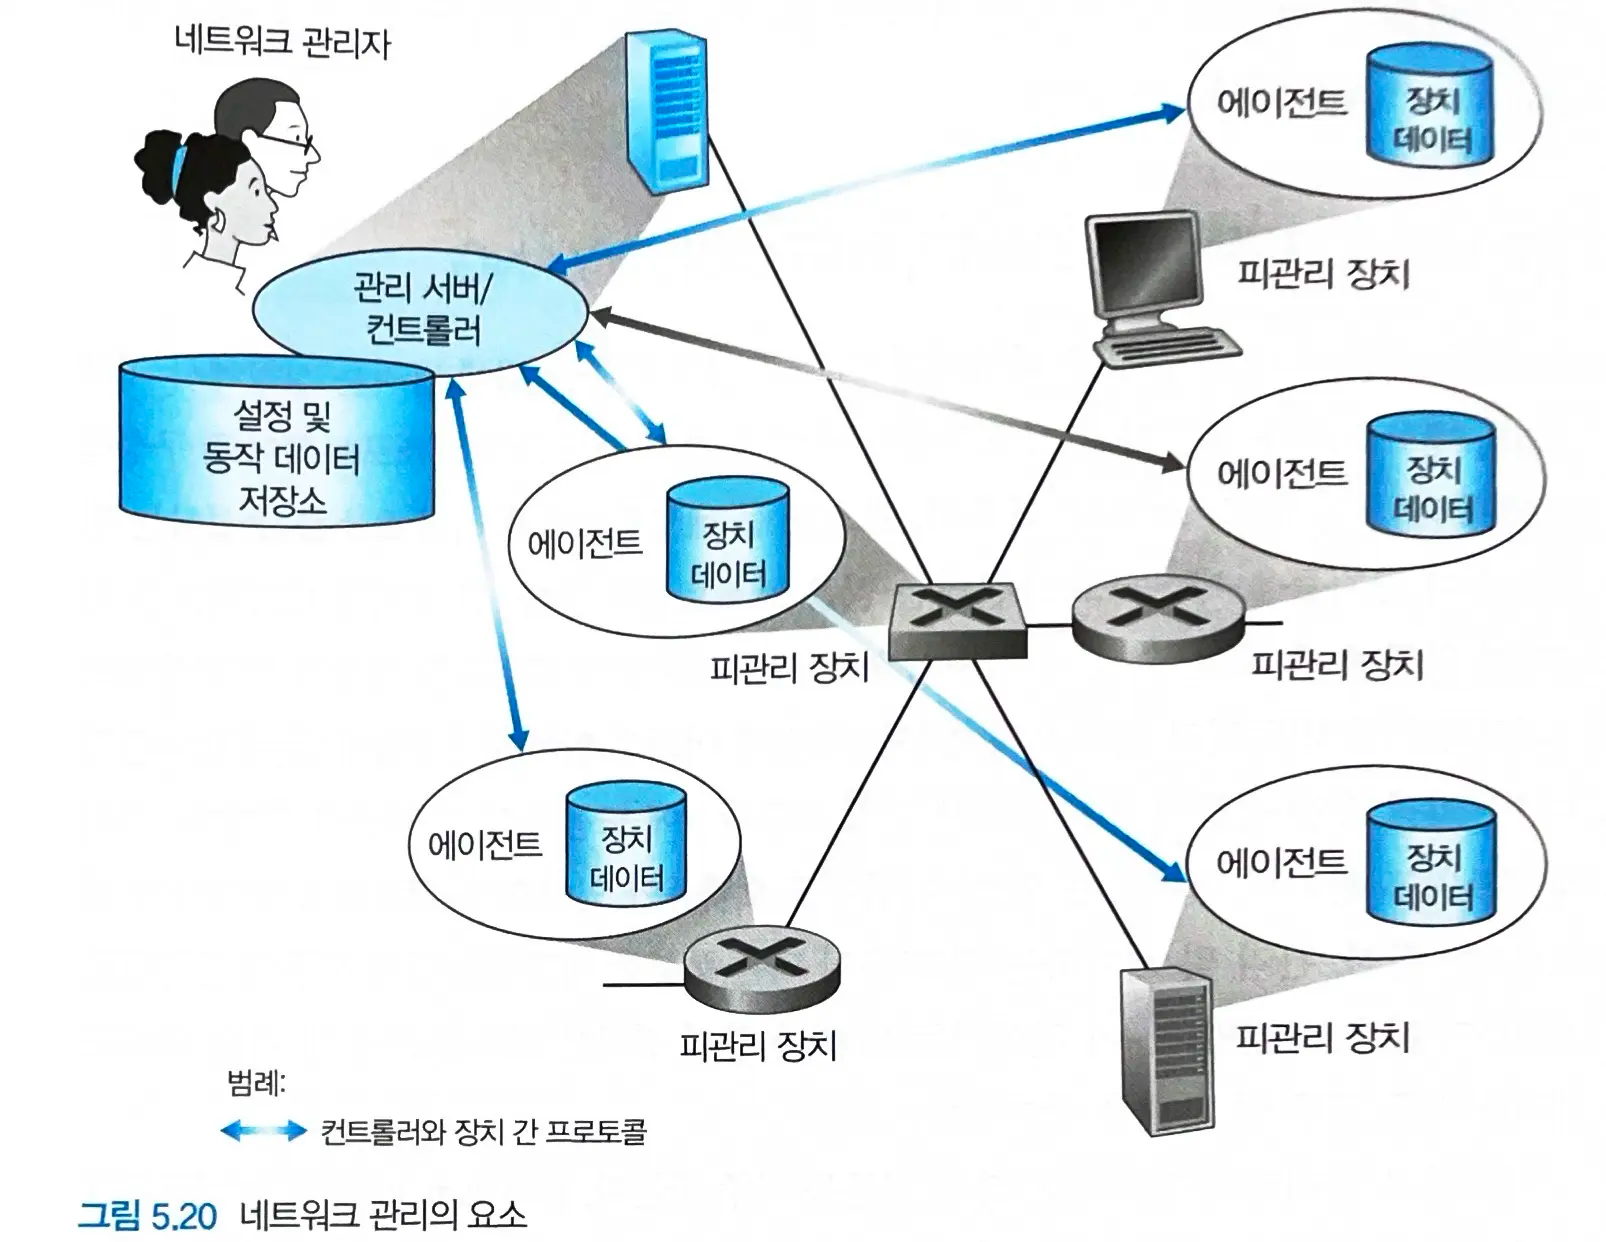 네트워크 관리자
에이전트
장치
데이터
피관리 장치
관리 서버/
컨트롤러
설정 및
동작 데이터
저장소
에이전트
장치
데이터
피관리 장치
에이전트
장치
데이터
피관리 장치
에이전트
장치
데이터
피관리 장치
에이전트
장치
데이터
피관리 장치
범례:
컨트롤러와 장치 간 프로토콜
그림 5.20 네트워크 관리의 요소